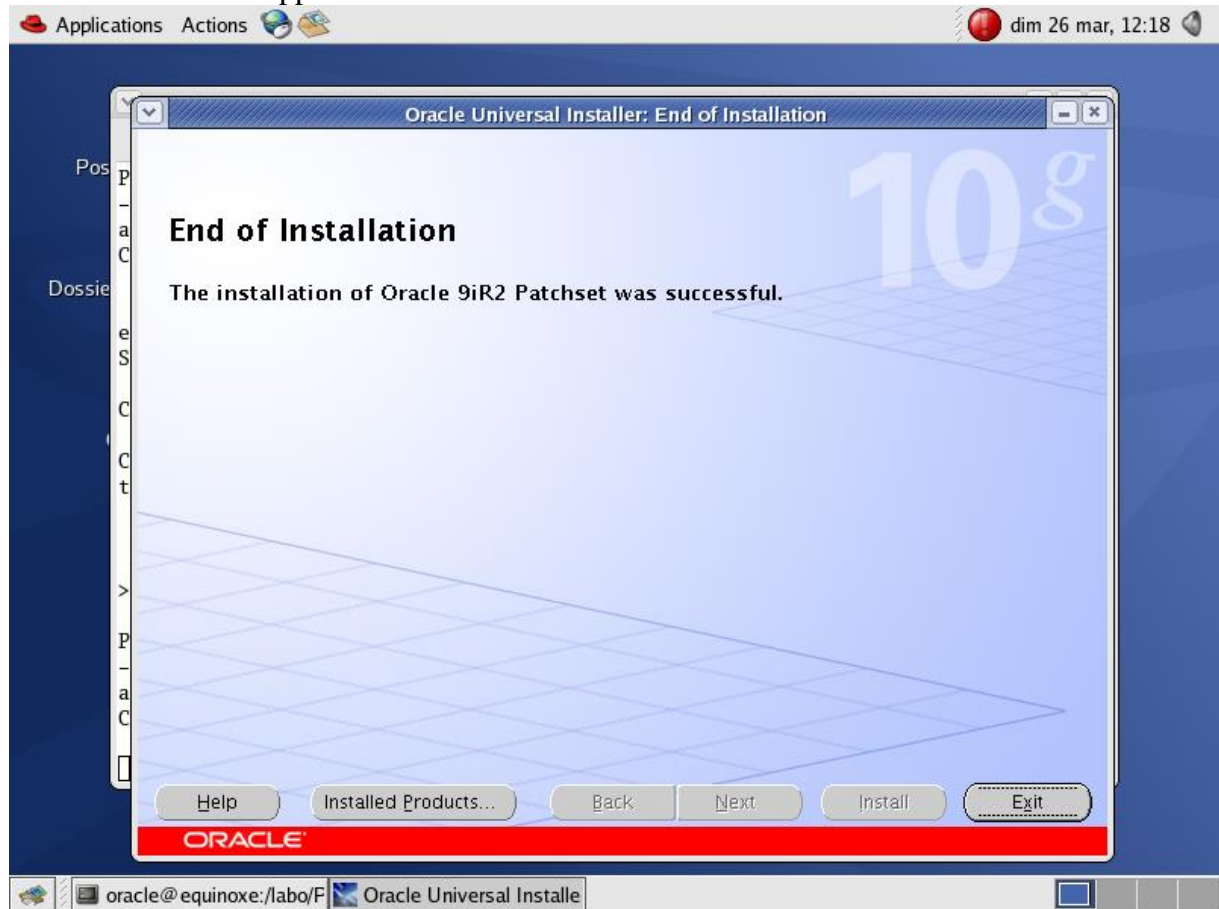 Applications Actions
dim 26 mar, 12:18
Oracle Universal Installer: End of Installation
10g
Pos
P
-
a
C
End of Installation
Dossie
The installation of Oracle 9iR2 Patchset was successful.
e
S
C
C
t
>
P
-
a
C
Help
Installed Products...
Back
Next
Install
Exit
ORACLE
oracle@equinoxe:/labo/F
Oracle Universal Installe